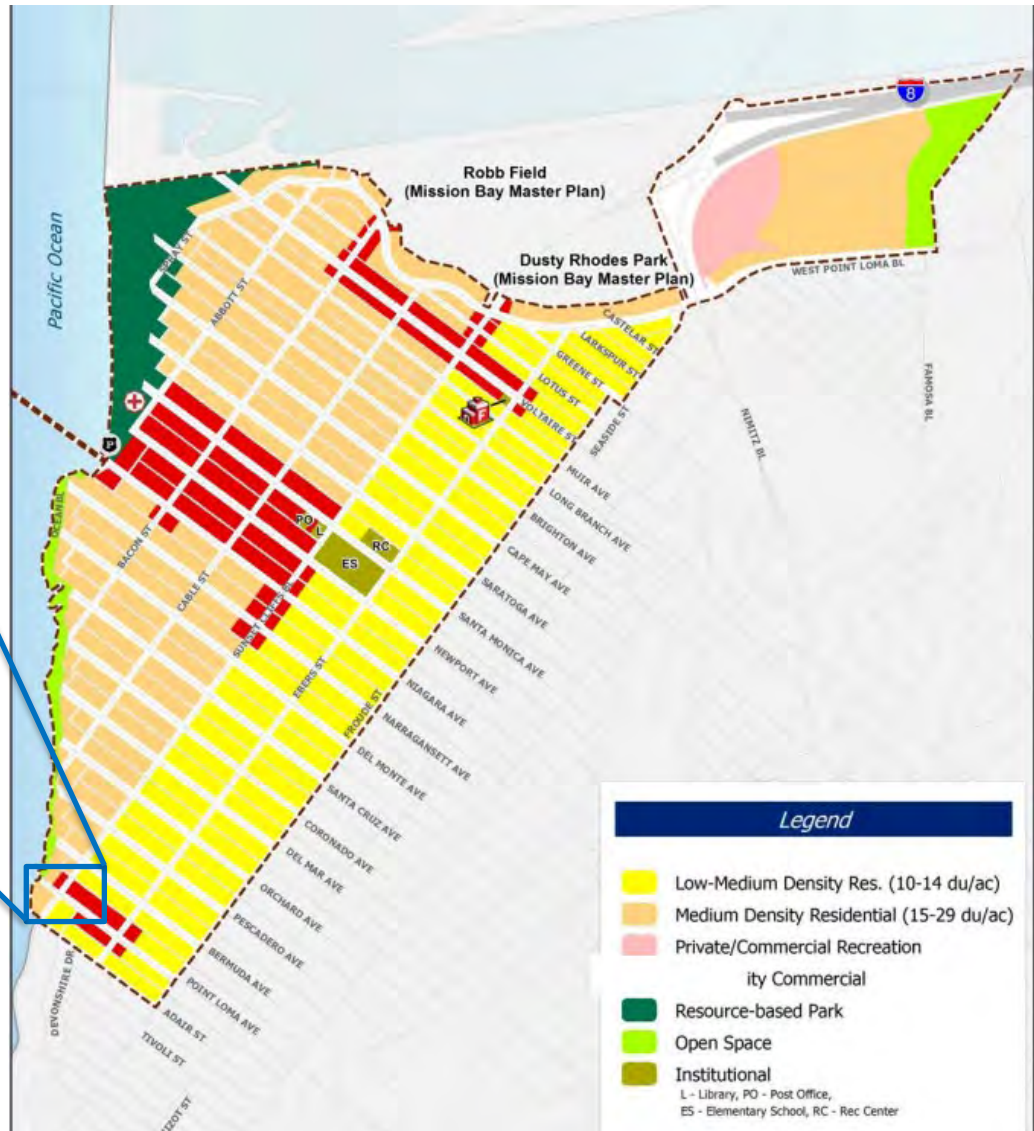 8
Robb Field
(Mission Bay Master Plan)
Pacific Ocean
Dusty Rhodes Park
(Mission Bay Master Plan)
WEST POINT LOMA BL
SPRAY ST
ABBOTT ST
CASTELAR ST
LARKSPUR ST
GREENE ST
LOTUS ST
VOLTAIRE ST
SEASIDE ST
FAMOSA BL
NIMITZ BL
F
P
MUIR AVE
LONG BRANCH AVE
BRIGHTON AVE
CAPE MAY AVE
SARATOGA AVE
SANTA MONICA AVE
NEWPORT AVE
NIAGARA AVE
NARRAGANSETT AVE
DEL MONTE AVE
SANTA CRUZ AVE
CORONADO AVE
DEL MAR AVE
ORCHARD AVE
PESCADERO AVE
BERMUDA AVE
POINT LOMA AVE
ADAIR ST
TIVOLI ST
OCEAN BL
BACON ST
CABLE ST
SUNSET CLIFFS BL
EBERS ST
FROUDE ST
PO
L
RC
ES
DEVONSHIRE DR
Legend
Low-Medium Density Res. (10-14 du/ac)
Medium Density Residential (15-29 du/ac)
Private/Commercial Recreation
ity Commercial
Resource-based Park
Open Space
Institutional
L - Library, PO - Post Office,
ES - Elementary School, RC - Rec Center